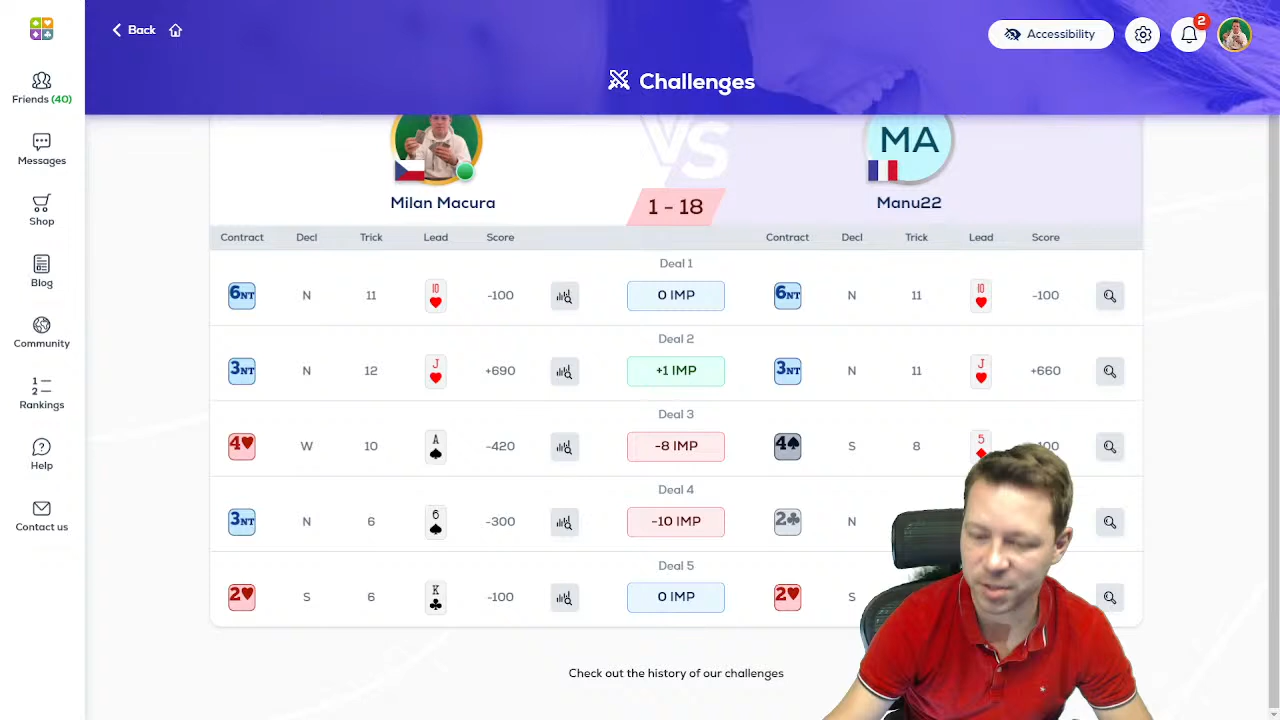 Back
Accessibility
2
Challenges
Friends (40)
Messages
Shop
Blog
Community
1
2
Rankings
Help
Contact us
VS
MA
Milan Macura
1 - 18
Manu22
Contract Decl Trick Lead Score Contract Decl Trick Lead Score
Deal 1
6NT N 11 10♥ -100 0 IMP 6NT N 11 10♥ -100
Deal 2
3NT N 12 J♥ +690 +1 IMP 3NT N 11 J♥ +660
Deal 3
4♥ W 10 A♠ -420 -8 IMP 4♠ S 8 5♦
Deal 4
3NT N 6 6♠ -300 -10 IMP 2♣ N
Deal 5
2♥ S 6 K♣ -100 0 IMP 2♥ S
Check out the history of our challenges